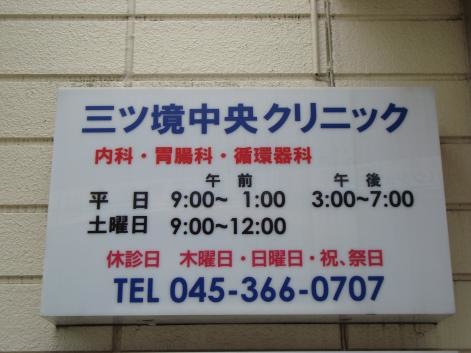 三ツ境中央クリニック
内科・胃腸科・循環器科
午前 午後
平日 9:00~ 1:00 3:00~7:00
土曜日 9:00~12:00
休診日 木曜日・日曜日・祝、祭日
TEL 045-366-0707